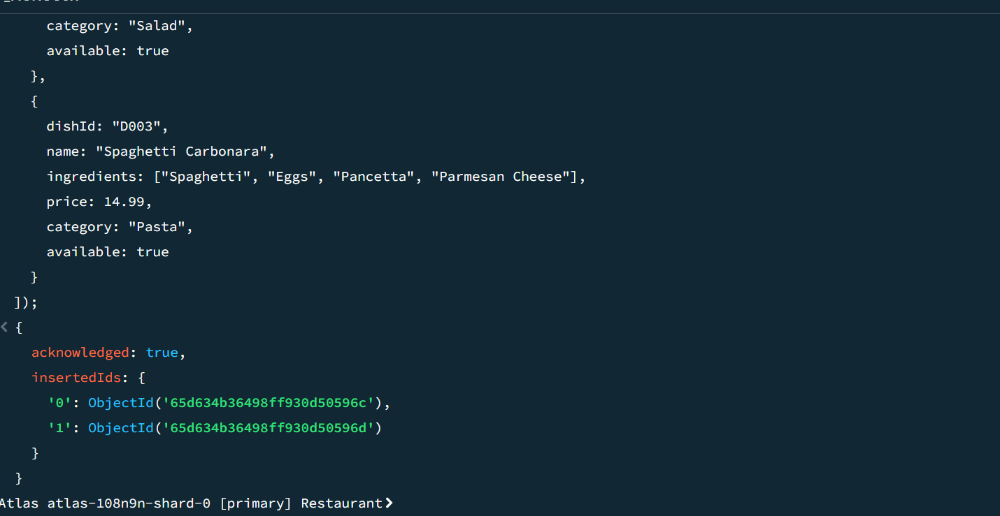 category: "Salad",
available: true
},
{
dishId: "D003",
name: "Spaghetti Carbonara",
ingredients: ["Spaghetti", "Eggs", "Pancetta", "Parmesan Cheese"],
price: 14.99,
category: "Pasta",
available: true
}
]);
{
acknowledged: true,
insertedIds: {
'0': ObjectId('65d634b36498ff930d50596c'),
'1': ObjectId('65d634b36498ff930d50596d')
}
}
Atlas atlas-108n9n-shard-0 [primary] Restaurant>